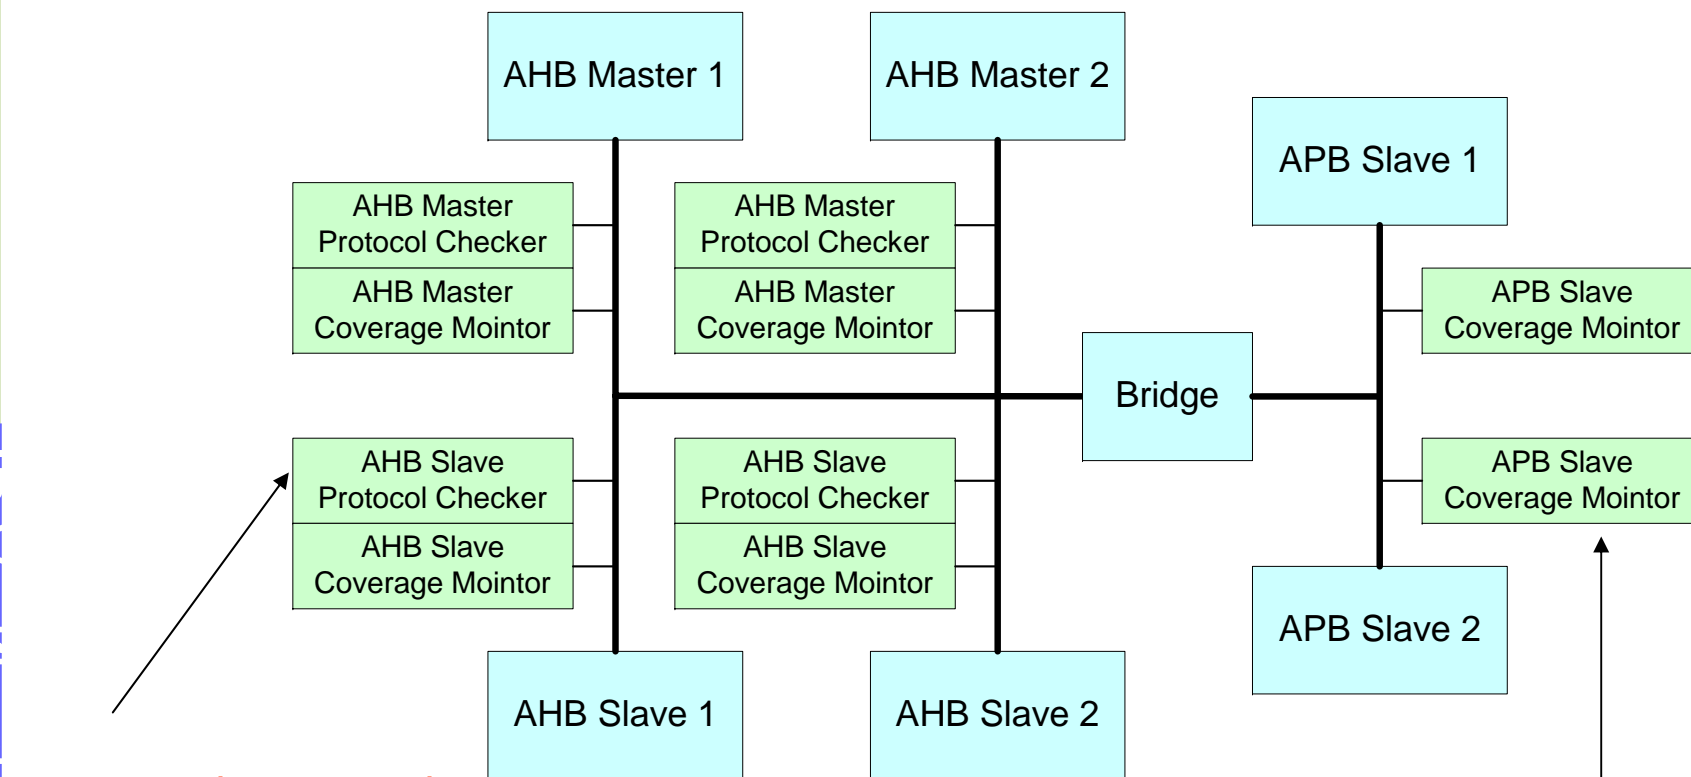 AHB Master 1
AHB Master 2
APB Slave 1
AHB Master
Protocol Checker
AHB Master
Coverage Mointor
AHB Master
Protocol Checker
AHB Master
Coverage Mointor
APB Slave
Coverage Mointor
Bridge
AHB Slave
Protocol Checker
AHB Slave
Coverage Mointor
AHB Slave
Protocol Checker
AHB Slave
Coverage Mointor
APB Slave
Coverage Mointor
APB Slave 2
AHB Slave 1
AHB Slave 2